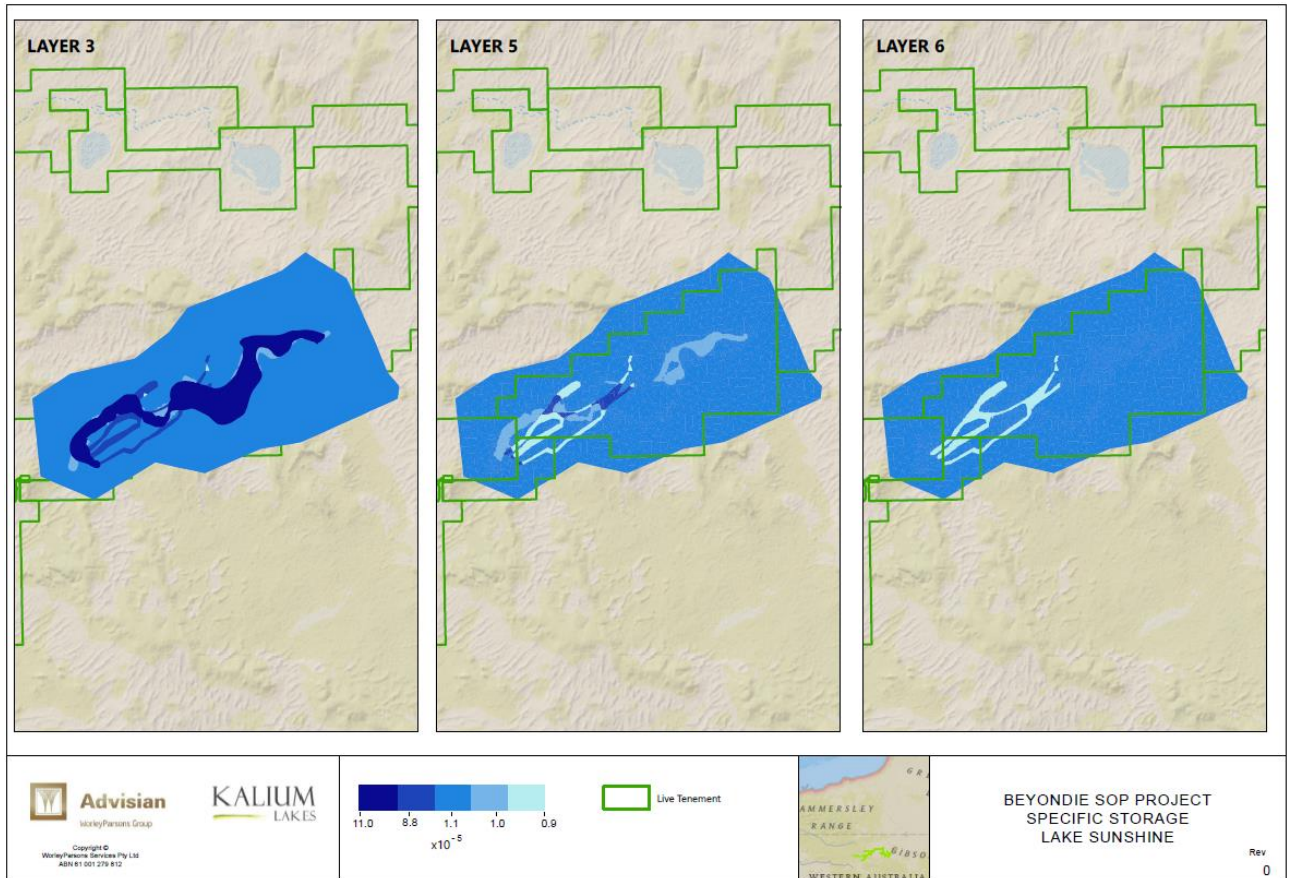 LAYER 3
LAYER 5
LAYER 6
Advisian
WorleyParsons Group
Copyright ©
WorleyParsons Services Pty Ltd
ABN 61 001 279 812
KALIUM
LAKES
11.0 8.8 1.1 1.0 0.9
x10⁻⁵
Live Tenement
GRE
AMMERSLEY
RANGE
GIBSO
WESTERN AUSTRALIA
BEYONDIE SOP PROJECT
SPECIFIC STORAGE
LAKE SUNSHINE
Rev
0